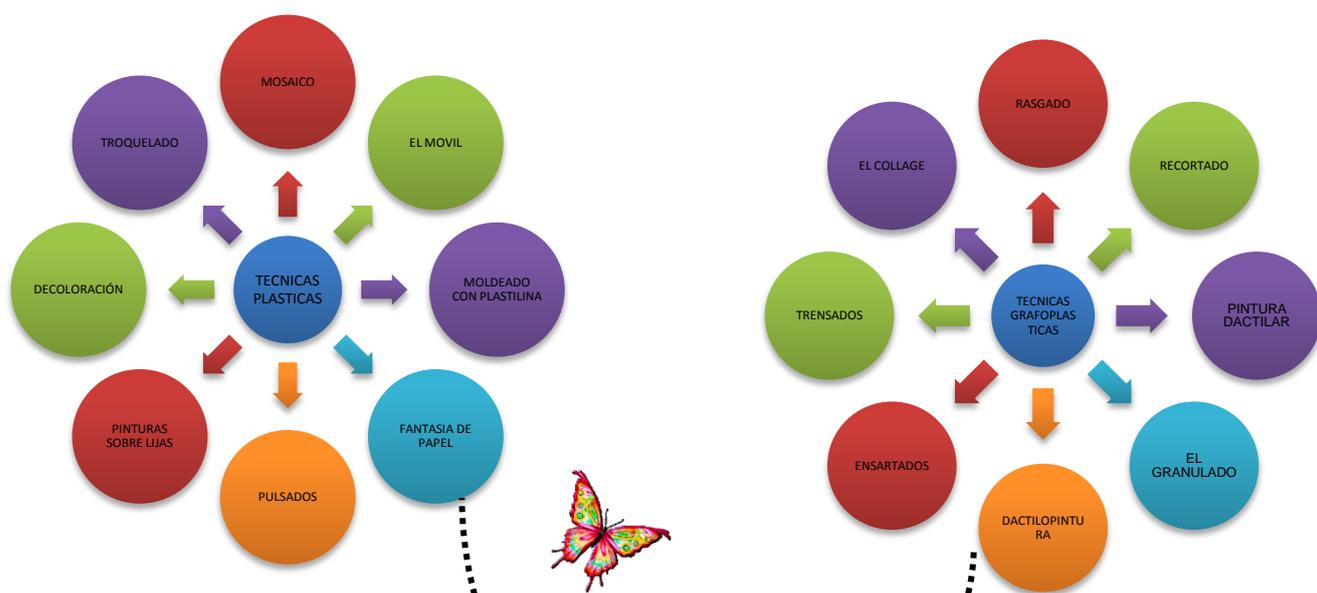 MOSAICO
EL MOVIL
MOLDEADO
CON PLASTILINA
FANTASIA DE
PAPEL
PULSADOS
PINTURAS
SOBRE LIJAS
DECOLORACIÓN
TROQUELADO
TECNICAS
PLASTICAS
RASGADO
RECORTADO
PINTURA
DACTILAR
EL
GRANULADO
DACTILOPINTU
RA
ENSARTADOS
TRENSADOS
EL COLLAGE
TECNICAS
GRAFOPLAS
TICAS